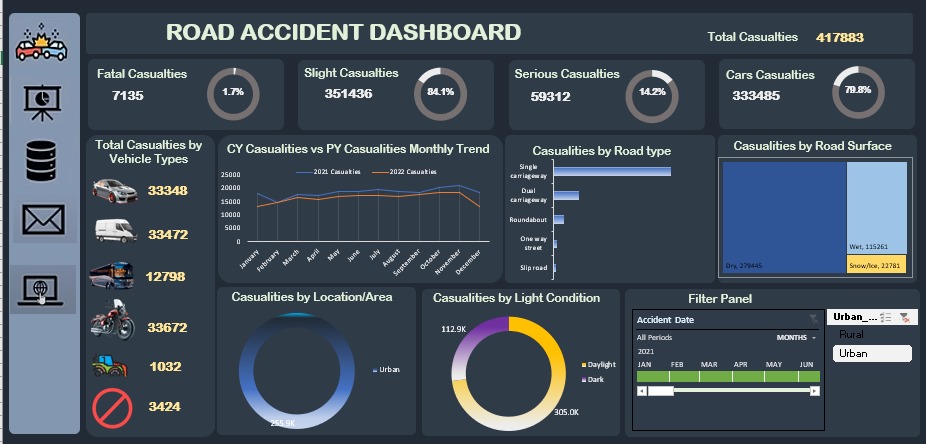 ROAD ACCIDENT DASHBOARD
Total Casualties 417883
Fatal Casualties
7135
1.7%
Slight Casualties
351436
84.1%
Serious Casualties
59312
14.2%
Cars Casualties
333485
79.8%
Total Casualties by
Vehicle Types
33348
33472
12798
33672
1032
3424
CY Casualties vs PY Casualties Monthly Trend
2021 Casualties
2022 Casualties
25000
20000
15000
10000
5000
0
January
February
March
April
May
June
July
August
September
October
November
December
Casualties by Road type
Single
carriageway
Dual
carriageway
Roundabout
One way
street
Slip road
Casualties by Road Surface
Dry, 279445
Wet, 115261
Snow/Ice, 22781
Casualties by Location/Area
Urban
255.9K
Casualties by Light Condition
112.9K
305.0K
Daylight
Dark
Filter Panel
Accident Date
All Periods
MONTHS
2021
JAN FEB MAR APR MAY JUN
Urban_...
Rural
Urban